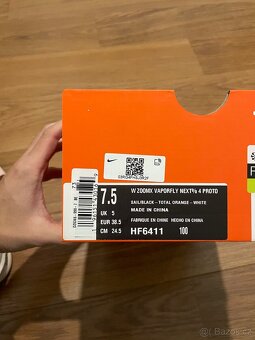 7.5
UK 5
EUR 38.5
CM 24.5
W ZOOMX VAPORFLY NEXT% 4 PROTO
SAIL/BLACK - TOTAL ORANGE - WHITE
MADE IN CHINA
FABRIQUE EN CHINE HECHO EN CHINA
HF6411 100